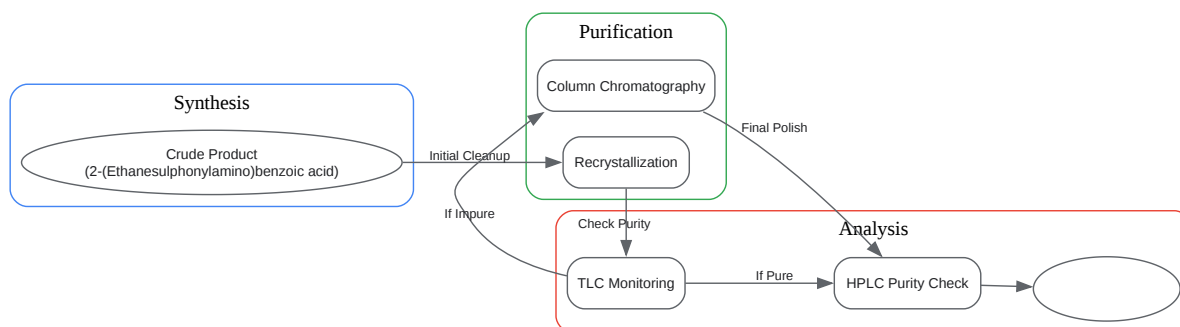 Purification
Column Chromatography
Synthesis
Final Polish
Crude Product
(2-(Ethanesulphonylamino)benzoic acid)
Initial Cleanup
Recrystallization
If Impure
Check Purity
Analysis
TLC Monitoring
If Pure
HPLC Purity Check